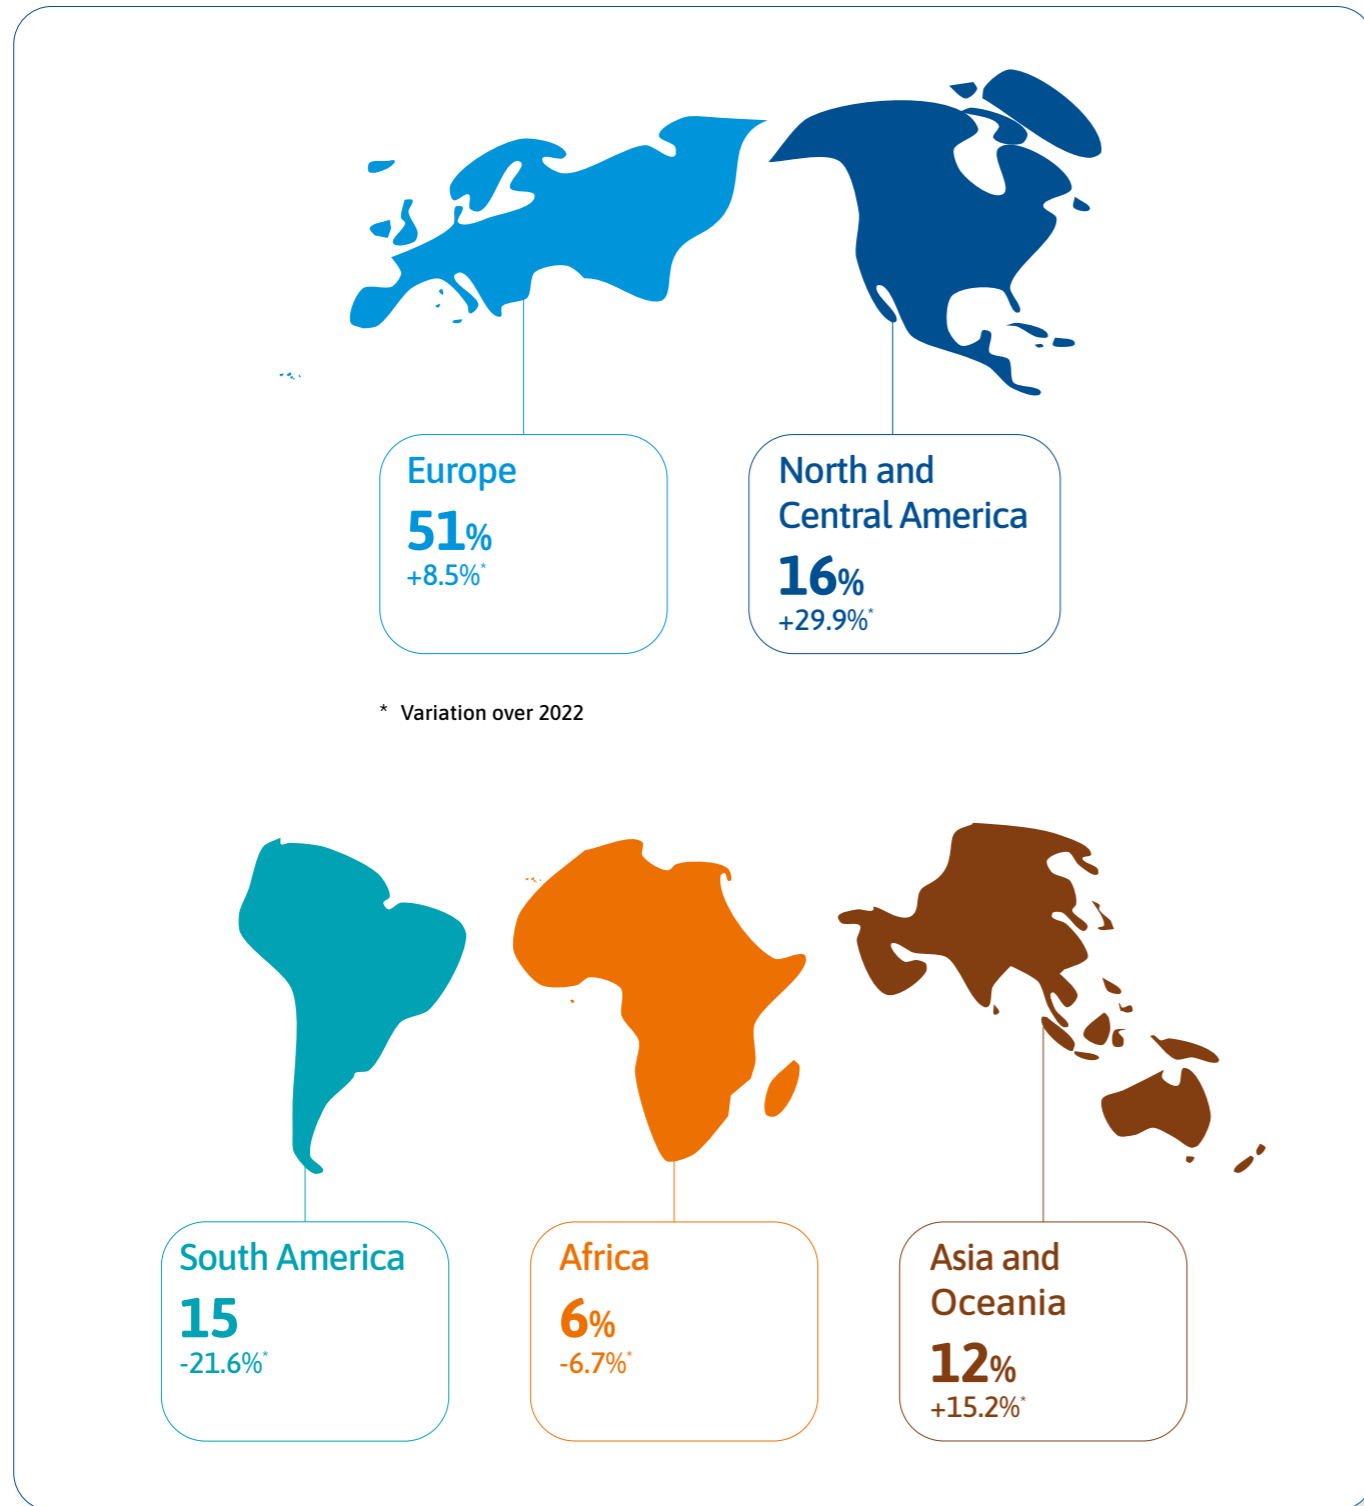 Europe
51%
+8.5%*
North and
Central America
16%
+29.9%*
* Variation over 2022
South America
15
-21.6%*
Africa
6%
-6.7%*
Asia and
Oceania
12%
+15.2%*